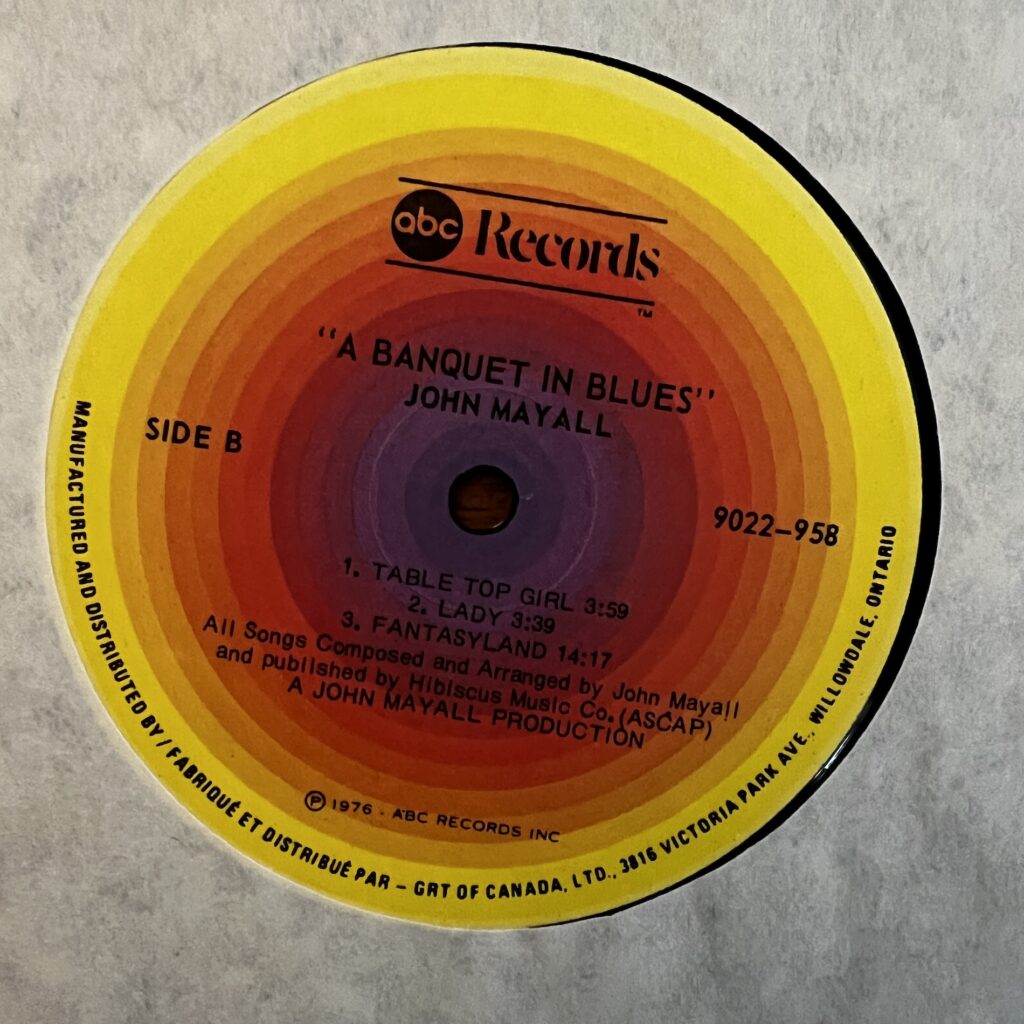 abc Records
TM
"A BANQUET IN BLUES"
JOHN MAYALL
SIDE B
9022-958
1. TABLE TOP GIRL 3:59
2. LADY 3:39
3. FANTASYLAND 14:17
All Songs Composed and Arranged by John Mayall
and published by Hibiscus Music Co.(ASCAP)
A JOHN MAYALL PRODUCTION
Ⓟ 1976 - ABC RECORDS INC
MANUFACTURED AND DISTRIBUTED BY / FABRIQUÉ ET DISTRIBUÉ PAR – GRT OF CANADA, LTD., 3816 VICTORIA PARK AVE., WILLOWDALE, ONTARIO